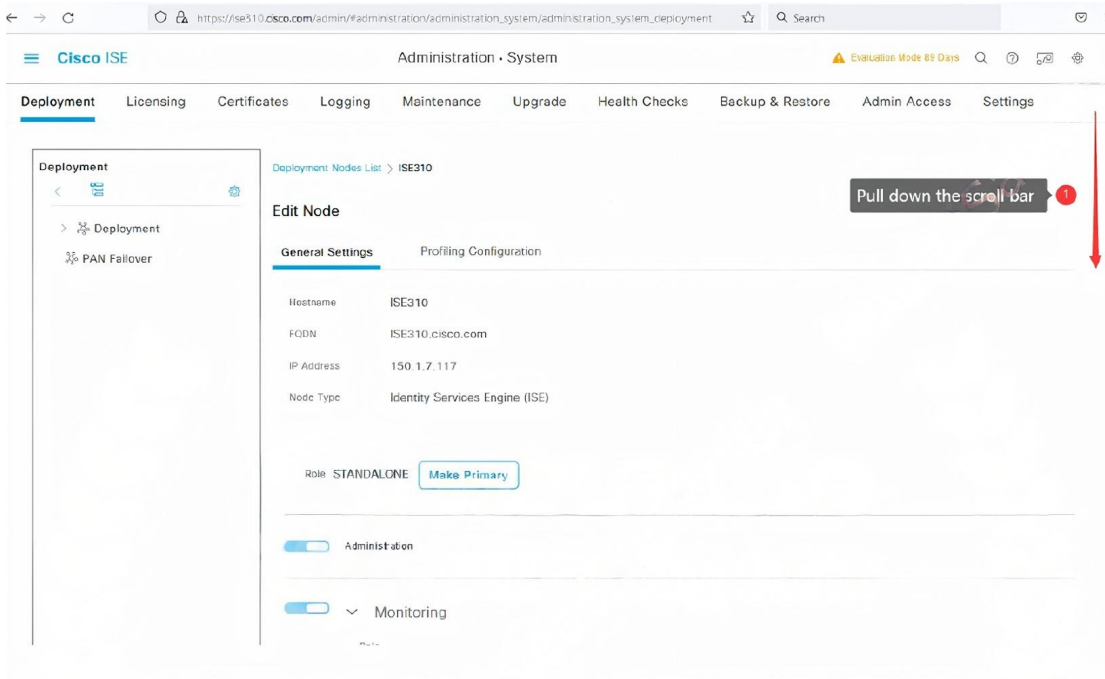 https://ise310.cisco.com/admin/#administration/administration_system/administration_system_deployment
Search
Cisco ISE
Administration · System
Evaluation Mode 89 Days
Deployment Licensing Certificates Logging Maintenance Upgrade Health Checks Backup & Restore Admin Access Settings
Deployment
Deployment
PAN Failover
Deployment Nodes List > ISE310
Pull down the scroll bar 1
Edit Node
General Settings Profiling Configuration
Hostname ISE310
FQDN ISE310.cisco.com
IP Address 150.1.7.117
Node Type Identity Services Engine (ISE)
Role STANDALONE Make Primary
Administration
Monitoring